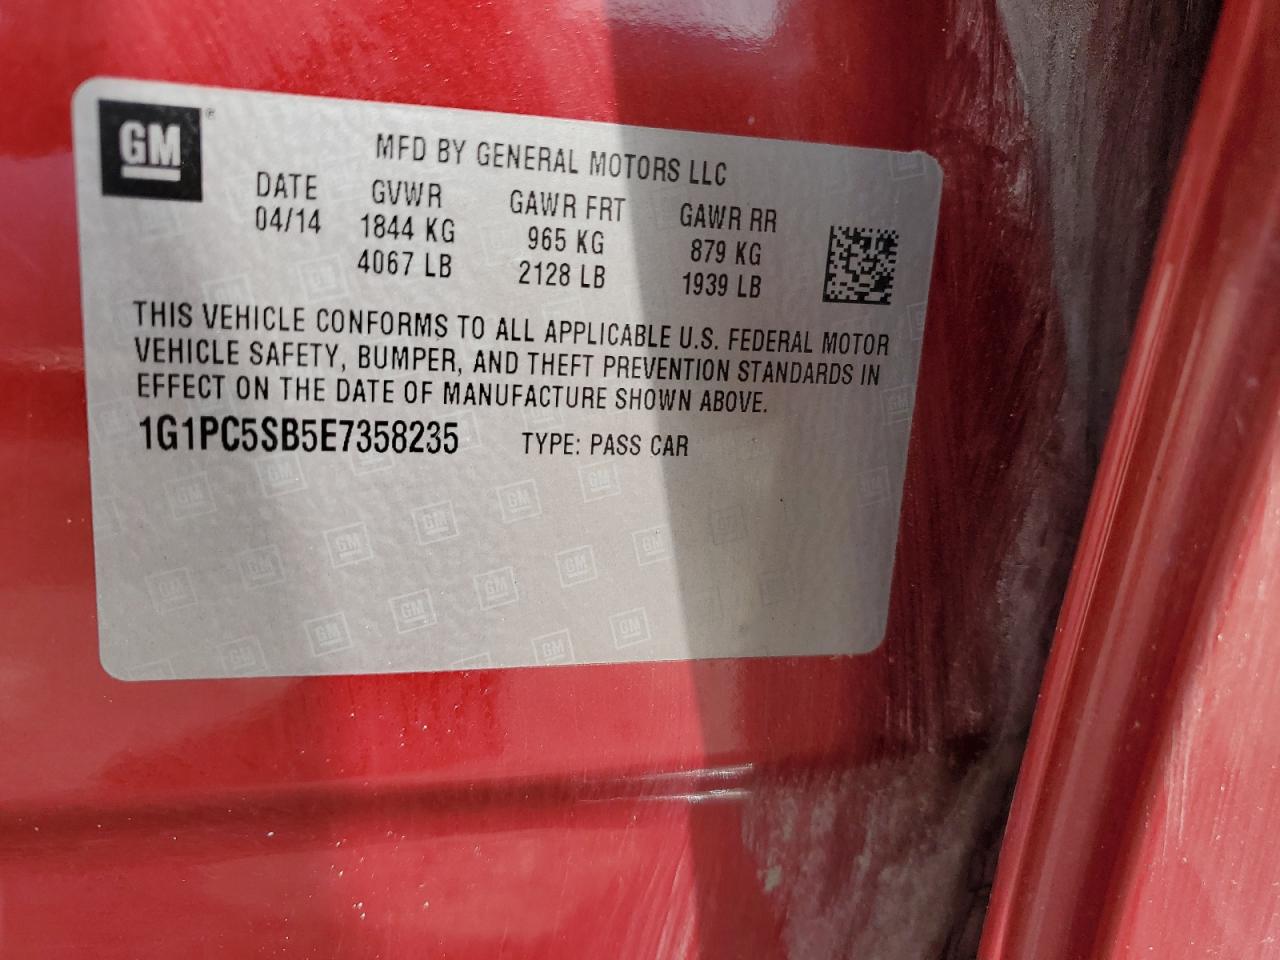 GM ®
MFD BY GENERAL MOTORS LLC
DATE GVWR GAWR FRT GAWR RR
04/14 1844 KG 965 KG 879 KG
4067 LB 2128 LB 1939 LB
THIS VEHICLE CONFORMS TO ALL APPLICABLE U.S. FEDERAL MOTOR
VEHICLE SAFETY, BUMPER, AND THEFT PREVENTION STANDARDS IN
EFFECT ON THE DATE OF MANUFACTURE SHOWN ABOVE.
1G1PC5SB5E7358235 TYPE: PASS CAR